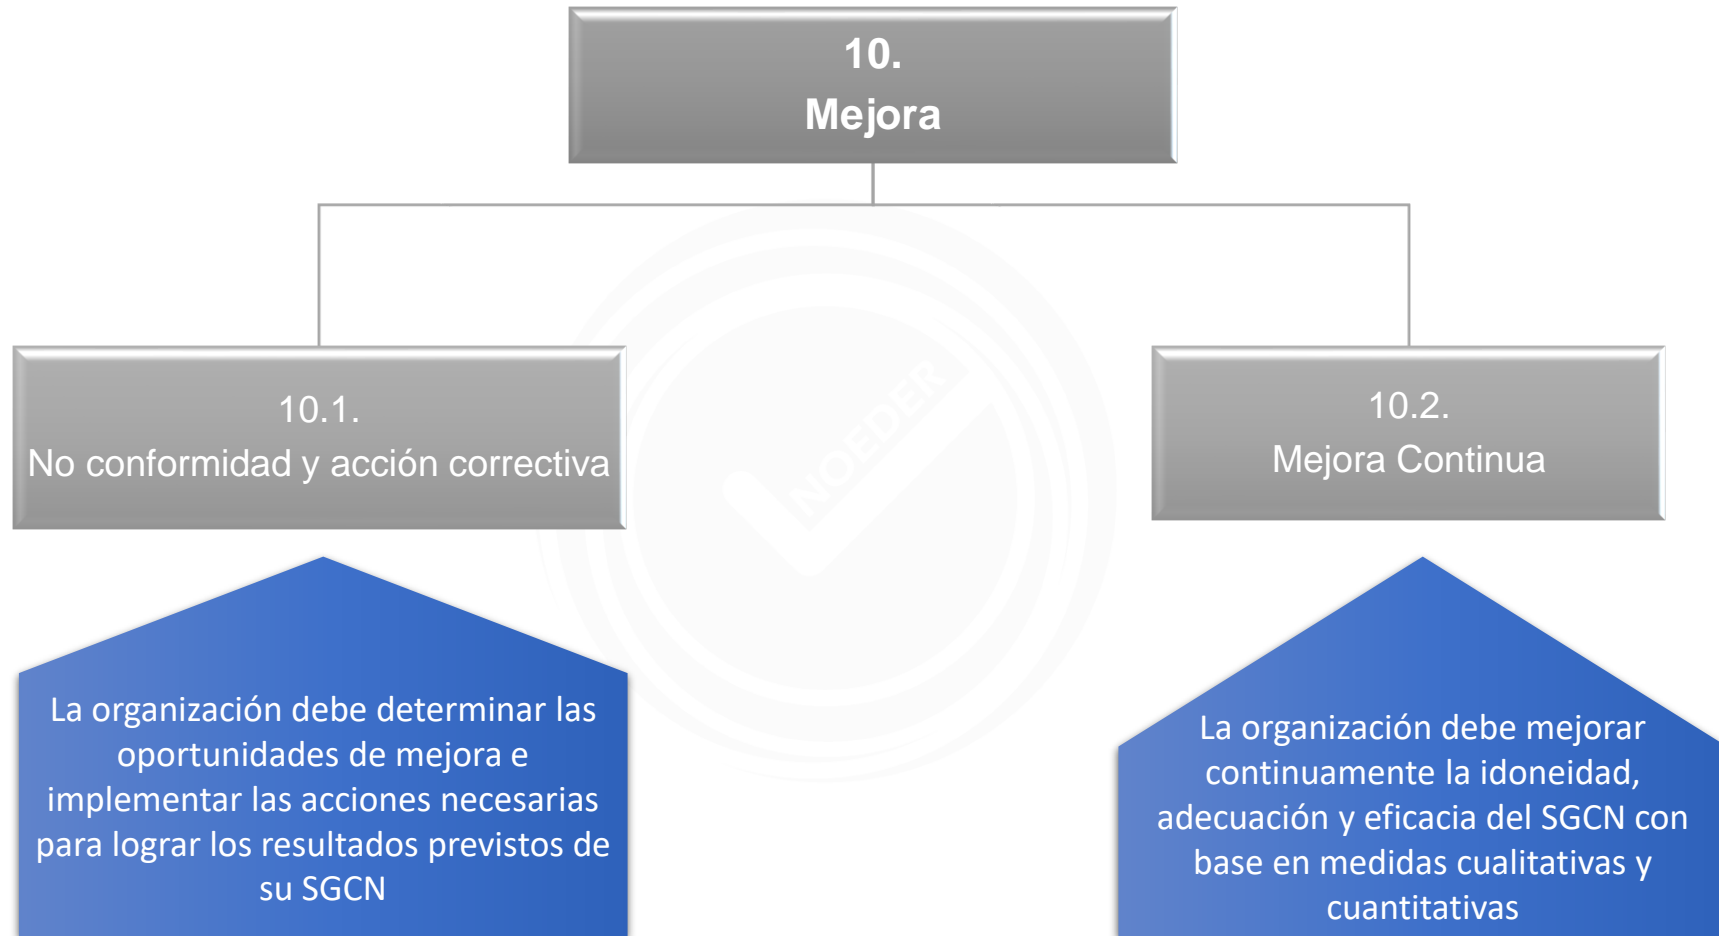 10.
Mejora
10.1.
No conformidad y acción correctiva
10.2.
Mejora Continua
NOEDER
La organización debe determinar las
oportunidades de mejora e
implementar las acciones necesarias
para lograr los resultados previstos de
su SGCN
La organización debe mejorar
continuamente la idoneidad,
adecuación y eficacia del SGCN con
base en medidas cualitativas y
cuantitativas